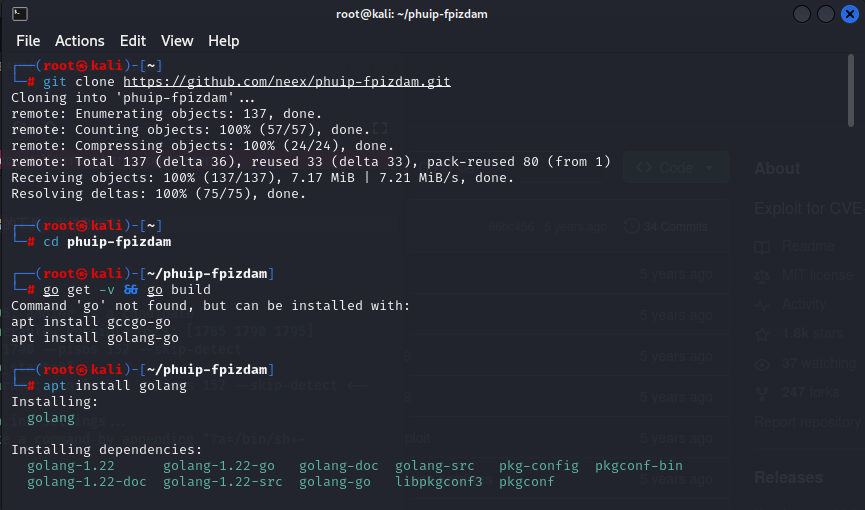 root@kali: ~/phuip-fpizdam
File Actions Edit View Help
┌──(root㉿kali)-[~]
└─# git clone https://github.com/neex/phuip-fpizdam.git
Cloning into 'phuip-fpizdam'...
remote: Enumerating objects: 137, done.
remote: Counting objects: 100% (57/57), done.
remote: Compressing objects: 100% (24/24), done.
remote: Total 137 (delta 36), reused 33 (delta 33), pack-reused 80 (from 1)
Receiving objects: 100% (137/137), 7.17 MiB | 7.21 MiB/s, done.
Resolving deltas: 100% (75/75), done.
┌──(root㉿kali)-[~]
└─# cd phuip-fpizdam
┌──(root㉿kali)-[~/phuip-fpizdam]
└─# go get -v && go build
Command 'go' not found, but can be installed with:
apt install gccgo-go
apt install golang-go
┌──(root㉿kali)-[~/phuip-fpizdam]
└─# apt install golang
Installing:
golang
Installing dependencies:
golang-1.22 golang-1.22-go golang-doc golang-src pkg-config pkgconf-bin
golang-1.22-doc golang-1.22-src golang-go libpkgconf3 pkgconf
Code
About
Exploit for CVE
34 Commits
Readme
5 years ago
MIT license
Activity
5 years ago
1.8k stars
5 years ago
37 watching
5 years ago
247 forks
Report repository
5 years ago
5 years ago
Releases